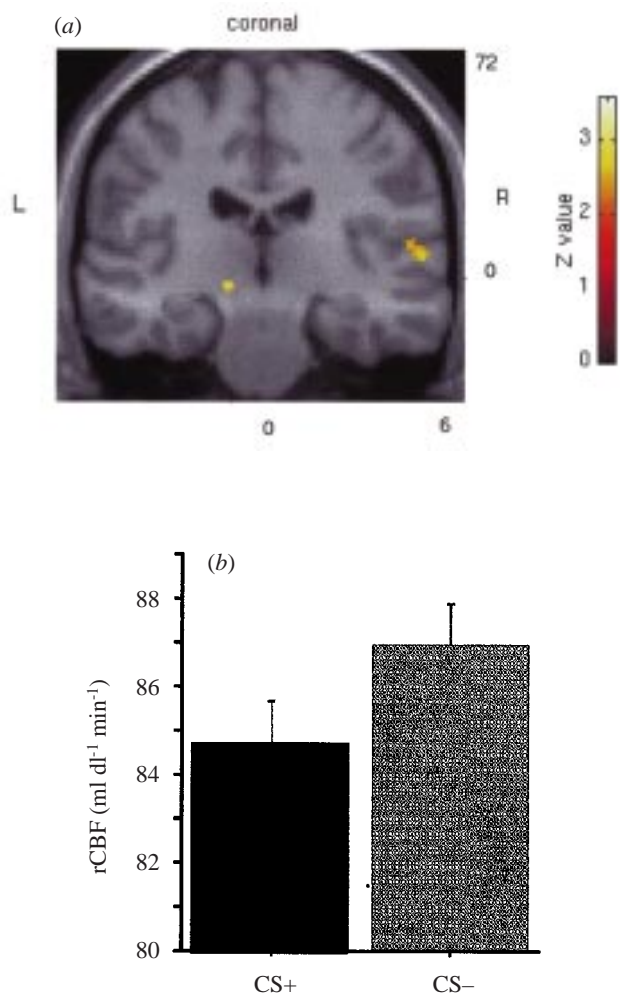 (a)
coronal
72
L
R
0
0
6
3
2
1
0
Z value
(b)
88
86
84
82
80
rCBF (ml dl⁻¹ min⁻¹)
CS+
CS–